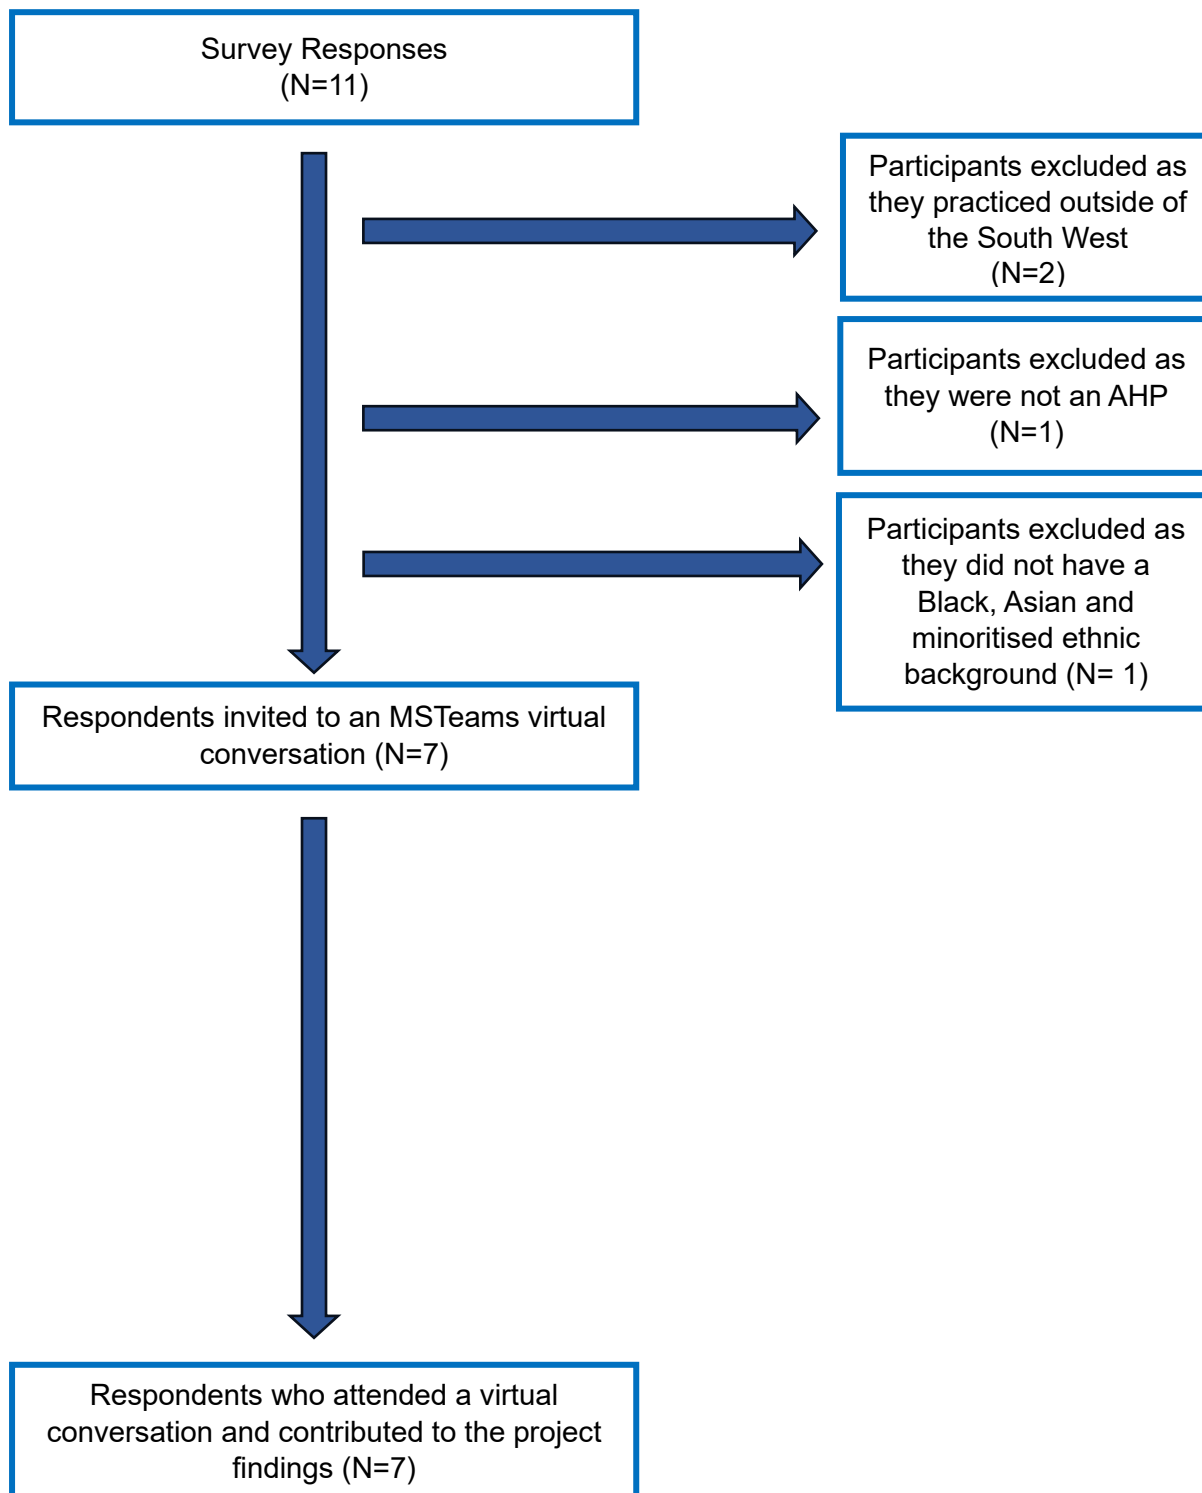 Survey Responses
(N=11)
Participants excluded as
they practiced outside of
the South West
(N=2)
Participants excluded as
they were not an AHP
(N=1)
Participants excluded as
they did not have a
Black, Asian and
minoritised ethnic
background (N= 1)
Respondents invited to an MSTeams virtual
conversation (N=7)
Respondents who attended a virtual
conversation and contributed to the project
findings (N=7)